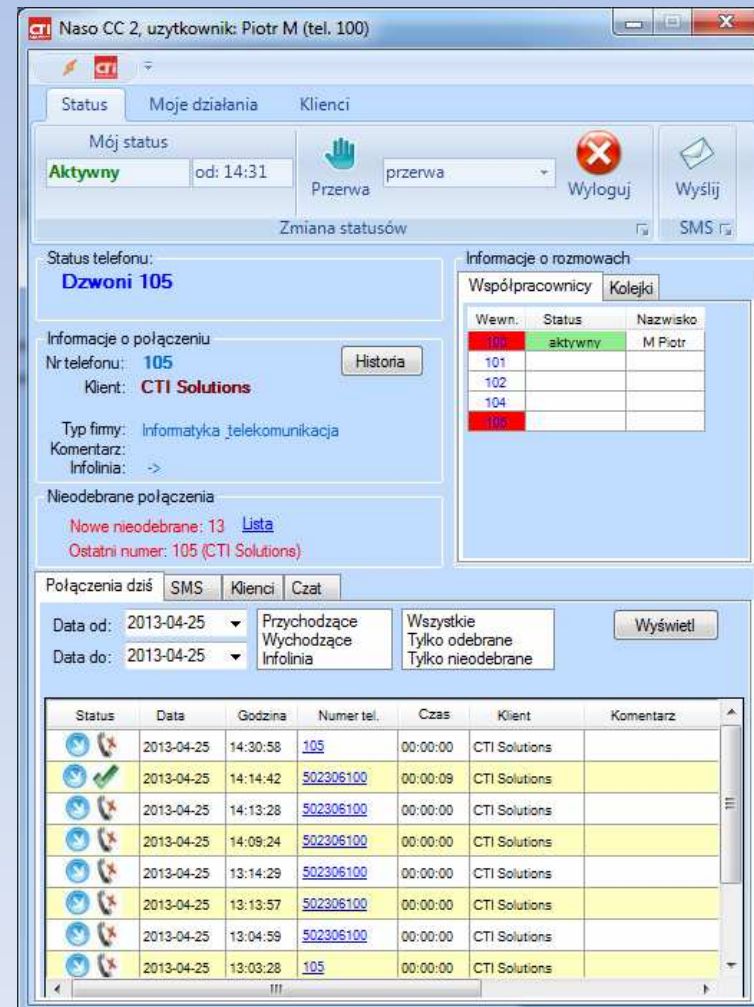 CTI Naso CC 2, uzytkownik: Piotr M (tel. 100)
CTI
Status Moje działania Klienci
Mój status
Aktywny od: 14:31
Przerwa
przerwa
Wyloguj
Wyślij
Zmiana statusów
SMS
Status telefonu:
Dzwoni 105
Informacje o połączeniu
Nr telefonu: 105
Historia
Klient: CTI Solutions
Typ firmy: Informatyka_telekomunikacja
Komentarz:
Infolinia: ->
Nieodebrane połączenia
Nowe nieodebrane: 13 Lista
Ostatni numer: 105 (CTI Solutions)
Informacje o rozmowach
Współpracownicy Kolejki
Wewn. Status Nazwisko
100 aktywny M Piotr
101
102
104
105
Połączenia dziś SMS Klienci Czat
Data od: 2013-04-25
Data do: 2013-04-25
Przychodzące
Wychodzące
Infolinia
Wszystkie
Tylko odebrane
Tylko nieodebrane
Wyświetl
Status Data Godzina Numer tel. Czas Klient Komentarz
2013-04-25 14:30:58 105 00:00:00 CTI Solutions
2013-04-25 14:14:42 502306100 00:00:09 CTI Solutions
2013-04-25 14:13:28 502306100 00:00:00 CTI Solutions
2013-04-25 14:09:24 502306100 00:00:00 CTI Solutions
2013-04-25 13:14:29 502306100 00:00:00 CTI Solutions
2013-04-25 13:13:57 502306100 00:00:00 CTI Solutions
2013-04-25 13:04:59 502306100 00:00:00 CTI Solutions
2013-04-25 13:03:28 105 00:00:00 CTI Solutions